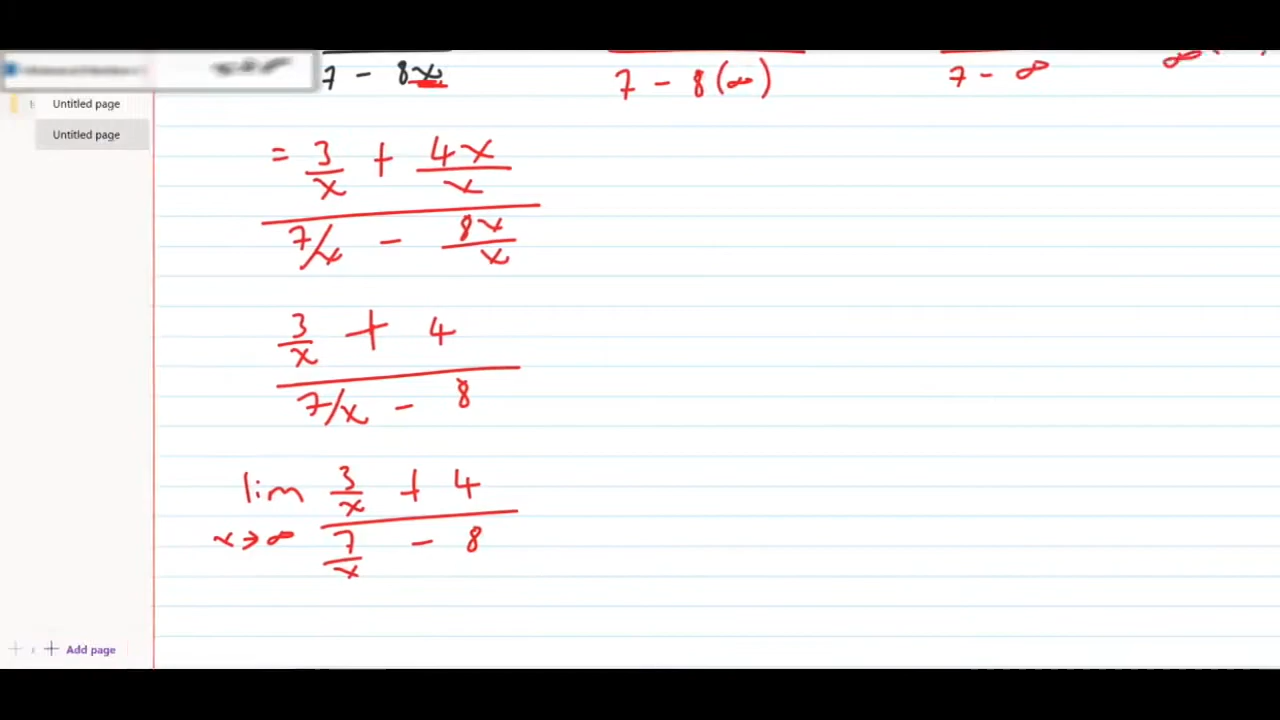 7 - 8x
7 - 8(∞)
7 - ∞
∞
Untitled page
Untitled page
= 3/x + 4x/x
7/x - 8x/x
3/x + 4
7/x - 8
lim 3/x + 4
x→∞ 7/x - 8
+ Add page